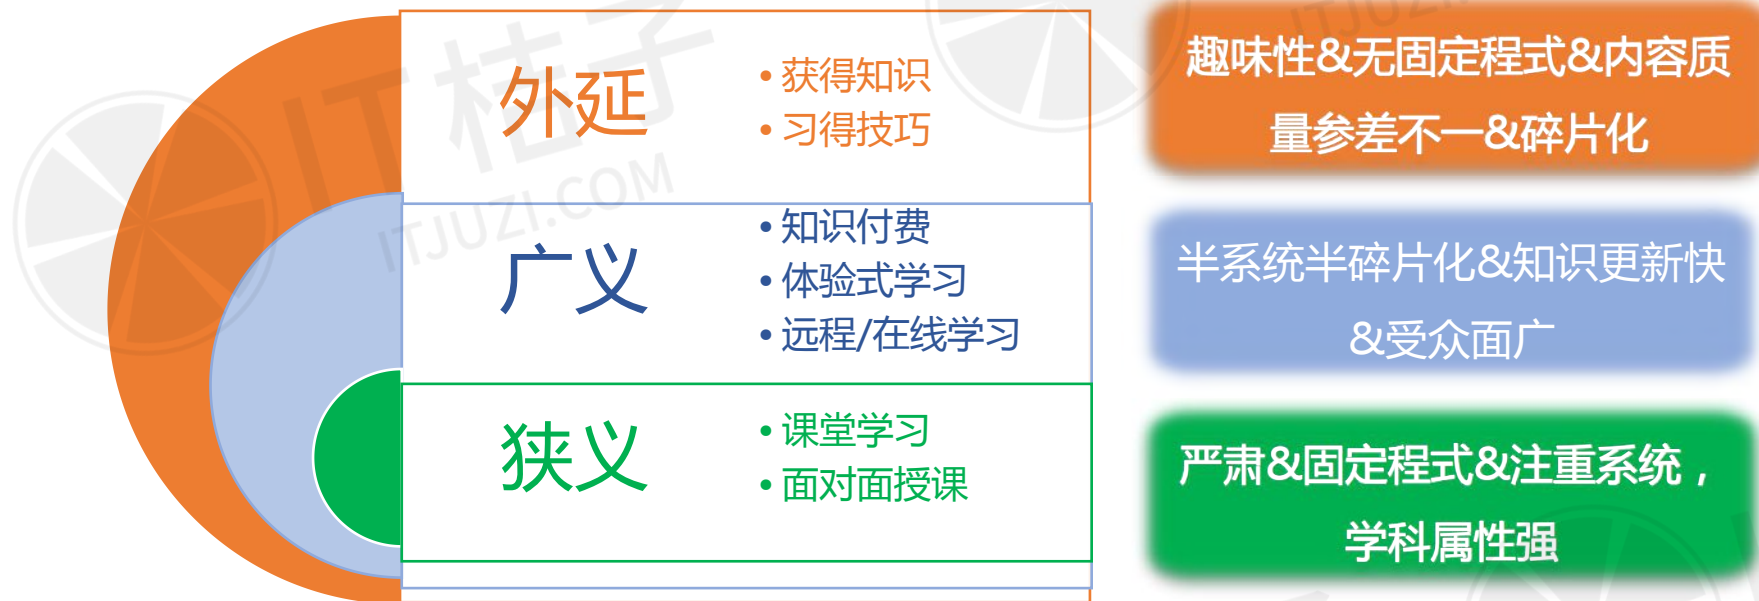 外延
• 获得知识
• 习得技巧
趣味性&无固定程式&内容质
量参差不一&碎片化
广义
• 知识付费
• 体验式学习
• 远程/在线学习
半系统半碎片化&知识更新快
&受众面广
狭义
• 课堂学习
• 面对面授课
严肃&固定程式&注重系统，
学科属性强
IT桔子
ITJUZI.COM
ITJUZI.